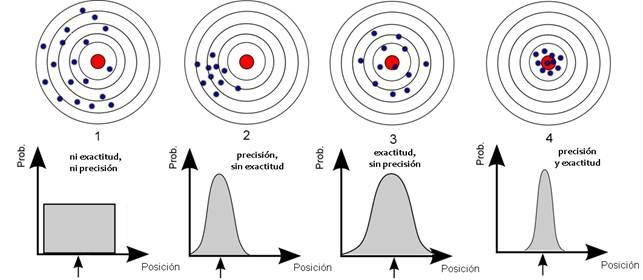 1
2
3
4
Prob.
ni exactitud,
ni precisión
Posición
Prob.
precisión,
sin exactitud
Posición
Prob.
exactitud,
sin precisión
Posición
Prob.
precisión
y exactitud
Posición